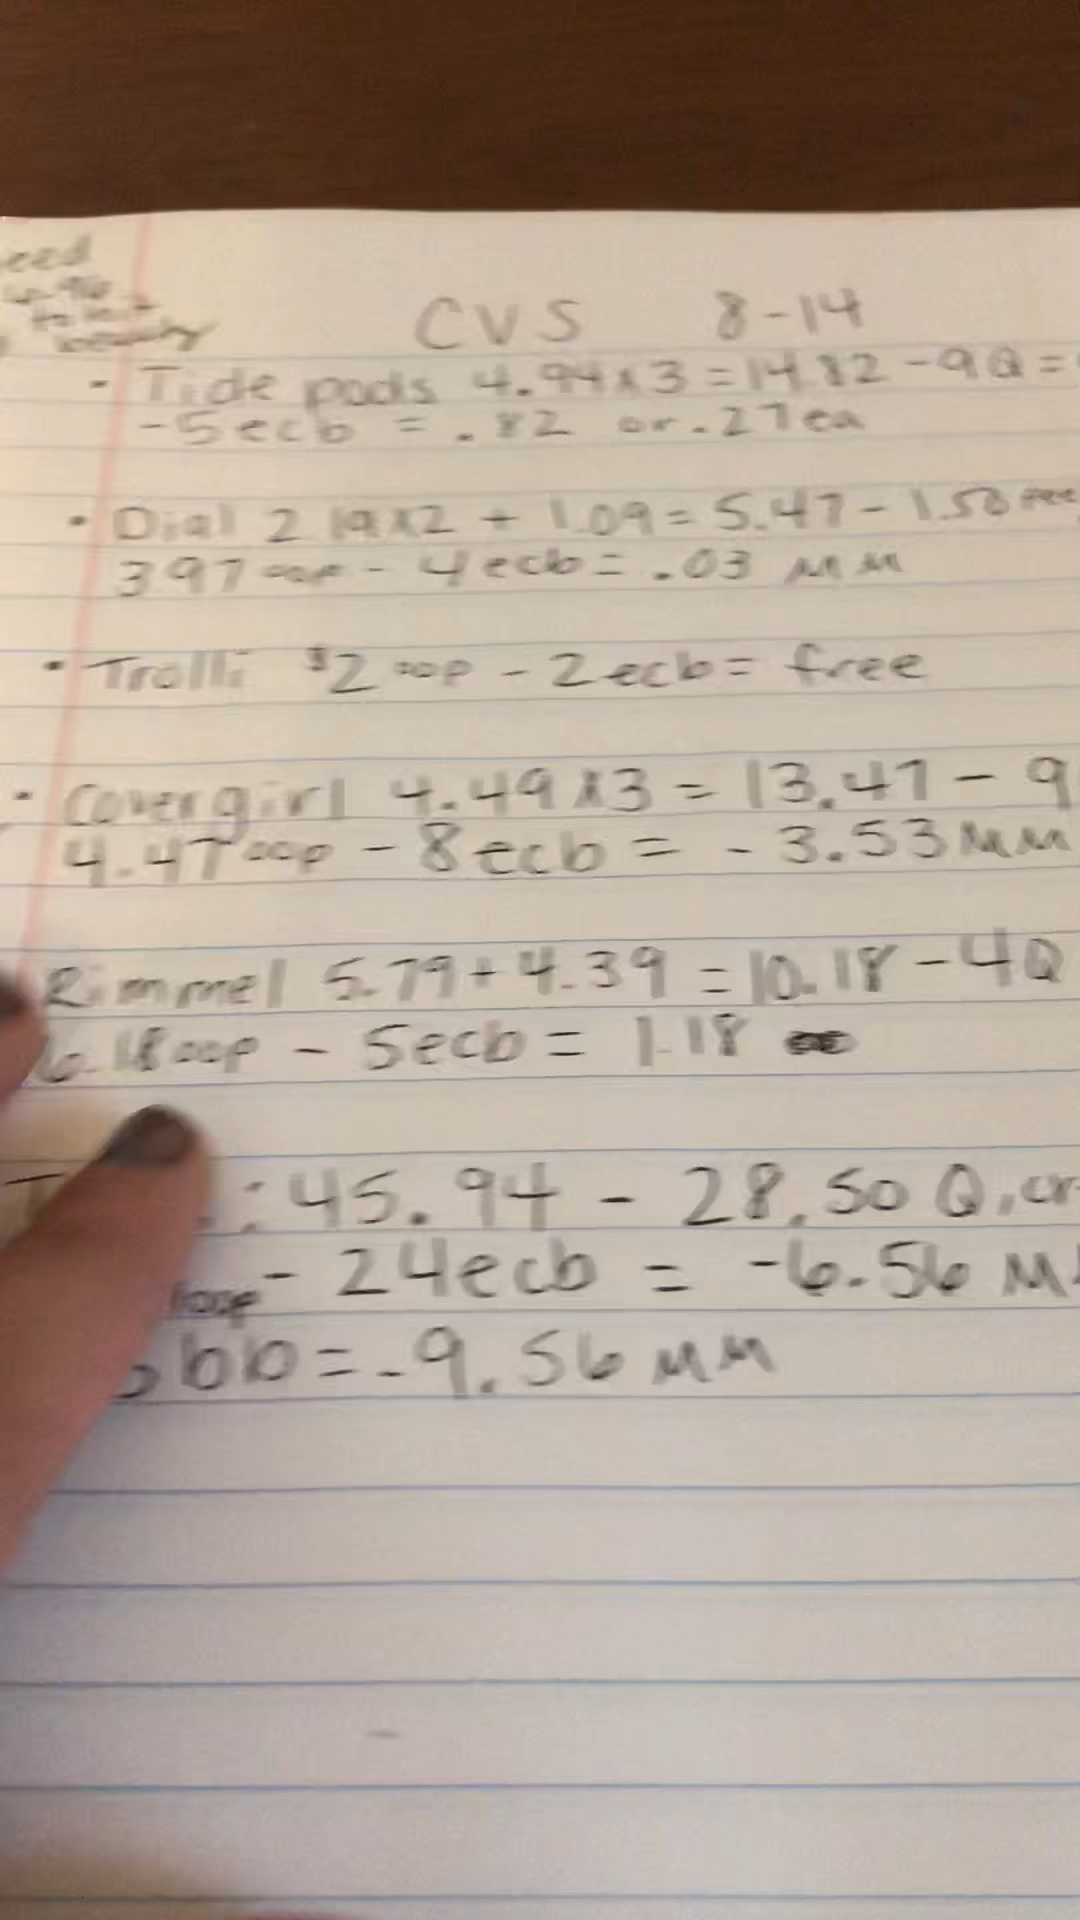 eed
CVS 8-14
- Tide pods 4.94x3=14.82-9Q=
-5ecb = .82 or .27ea
• Dial 2.19x2 + 1.09=5.47- 1.50
3.97 oop - 4ecb= .03 MM
• Trolli $2 oop - 2ecb= free
• Covergirl 4.49x3= 13.47 - 9
4.47 oop - 8ecb = - 3.53 MM
Rimmel 5.79+4.39 =10.18-4Q
6.18 oop - 5ecb= 1.18
: 45.94 - 28.50 Q, cr
oop - 24ecb = -6.56 M
bb= -9.56 MM